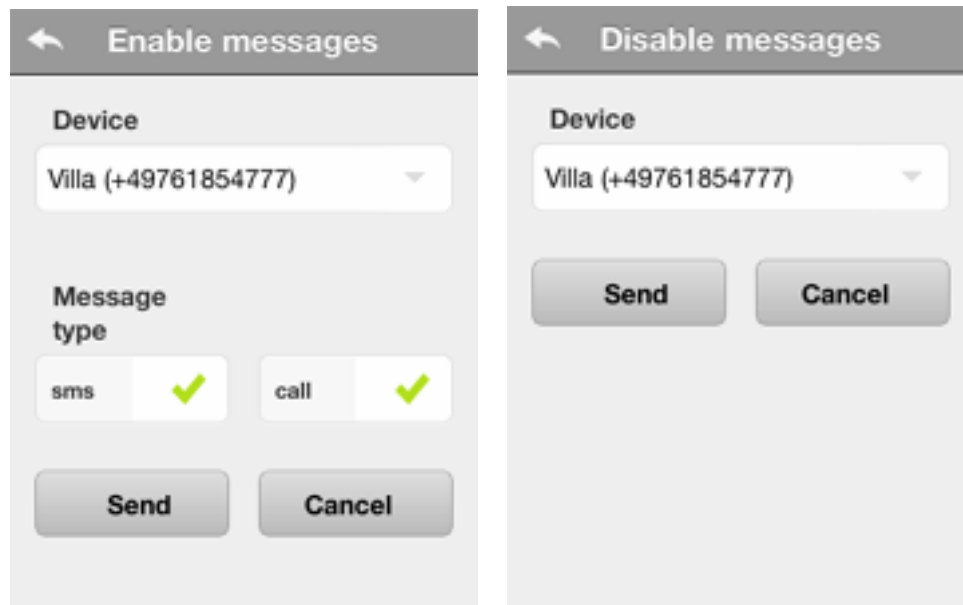 Enable messages
Device
Villa (+49761854777)
Message
type
sms
call
Send
Cancel
Disable messages
Device
Villa (+49761854777)
Send
Cancel